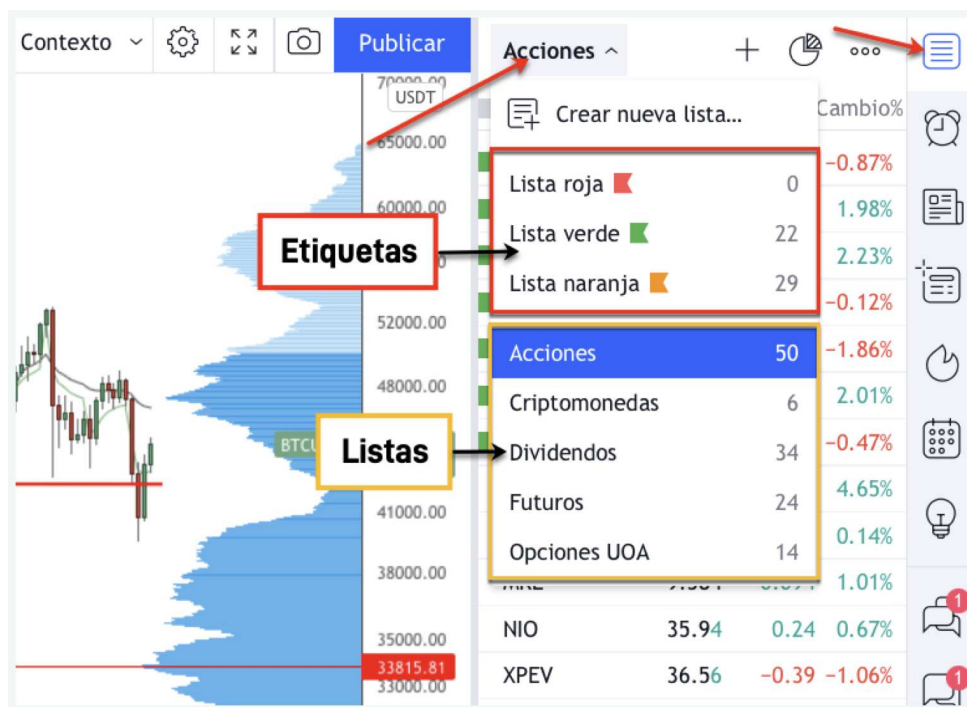 Contexto
Publicar
Acciones
USDT
Crear nueva lista...
Cambio%
65000.00
60000.00
52000.00
48000.00
41000.00
38000.00
35000.00
33815.81
33000.00
Etiquetas
Lista roja 0
Lista verde 22
Lista naranja 29
Listas
Acciones 50
Criptomonedas 6
Dividendos 34
Futuros 24
Opciones UOA 14
−0.87%
1.98%
2.23%
−0.12%
−1.86%
2.01%
−0.47%
4.65%
0.14%
1.01%
NIO 35.94 0.24 0.67%
XPEV 36.56 −0.39 −1.06%
1
1